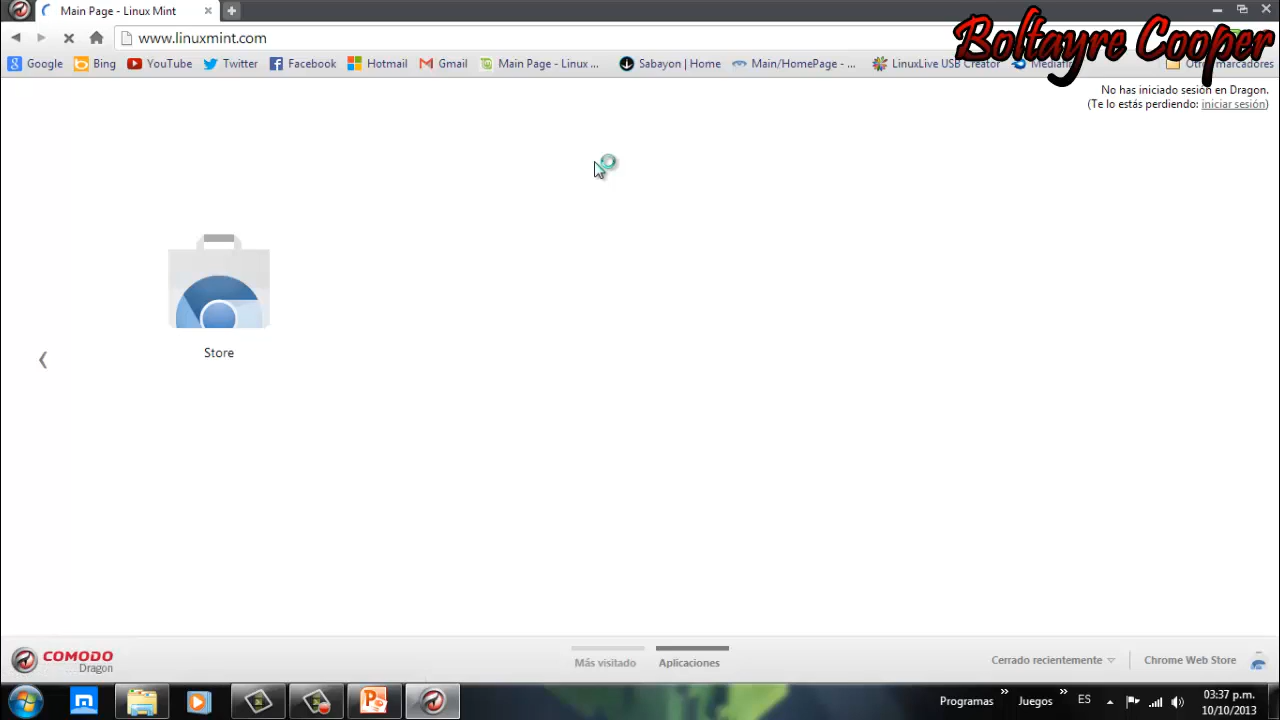 Main Page - Linux Mint
www.linuxmint.com
Boltayre Cooper
Google
Bing
YouTube
Twitter
Facebook
Hotmail
Gmail
Main Page - Linux ...
Sabayon | Home
Main/HomePage - ...
LinuxLive USB Creator
Otros marcadores
No has iniciado sesión en Dragon.
(Te lo estás perdiendo: iniciar sesión)
Store
COMODO
Dragon
Más visitado
Aplicaciones
Cerrado recientemente
Chrome Web Store
Programas
Juegos
ES
03:37 p.m.
10/10/2013